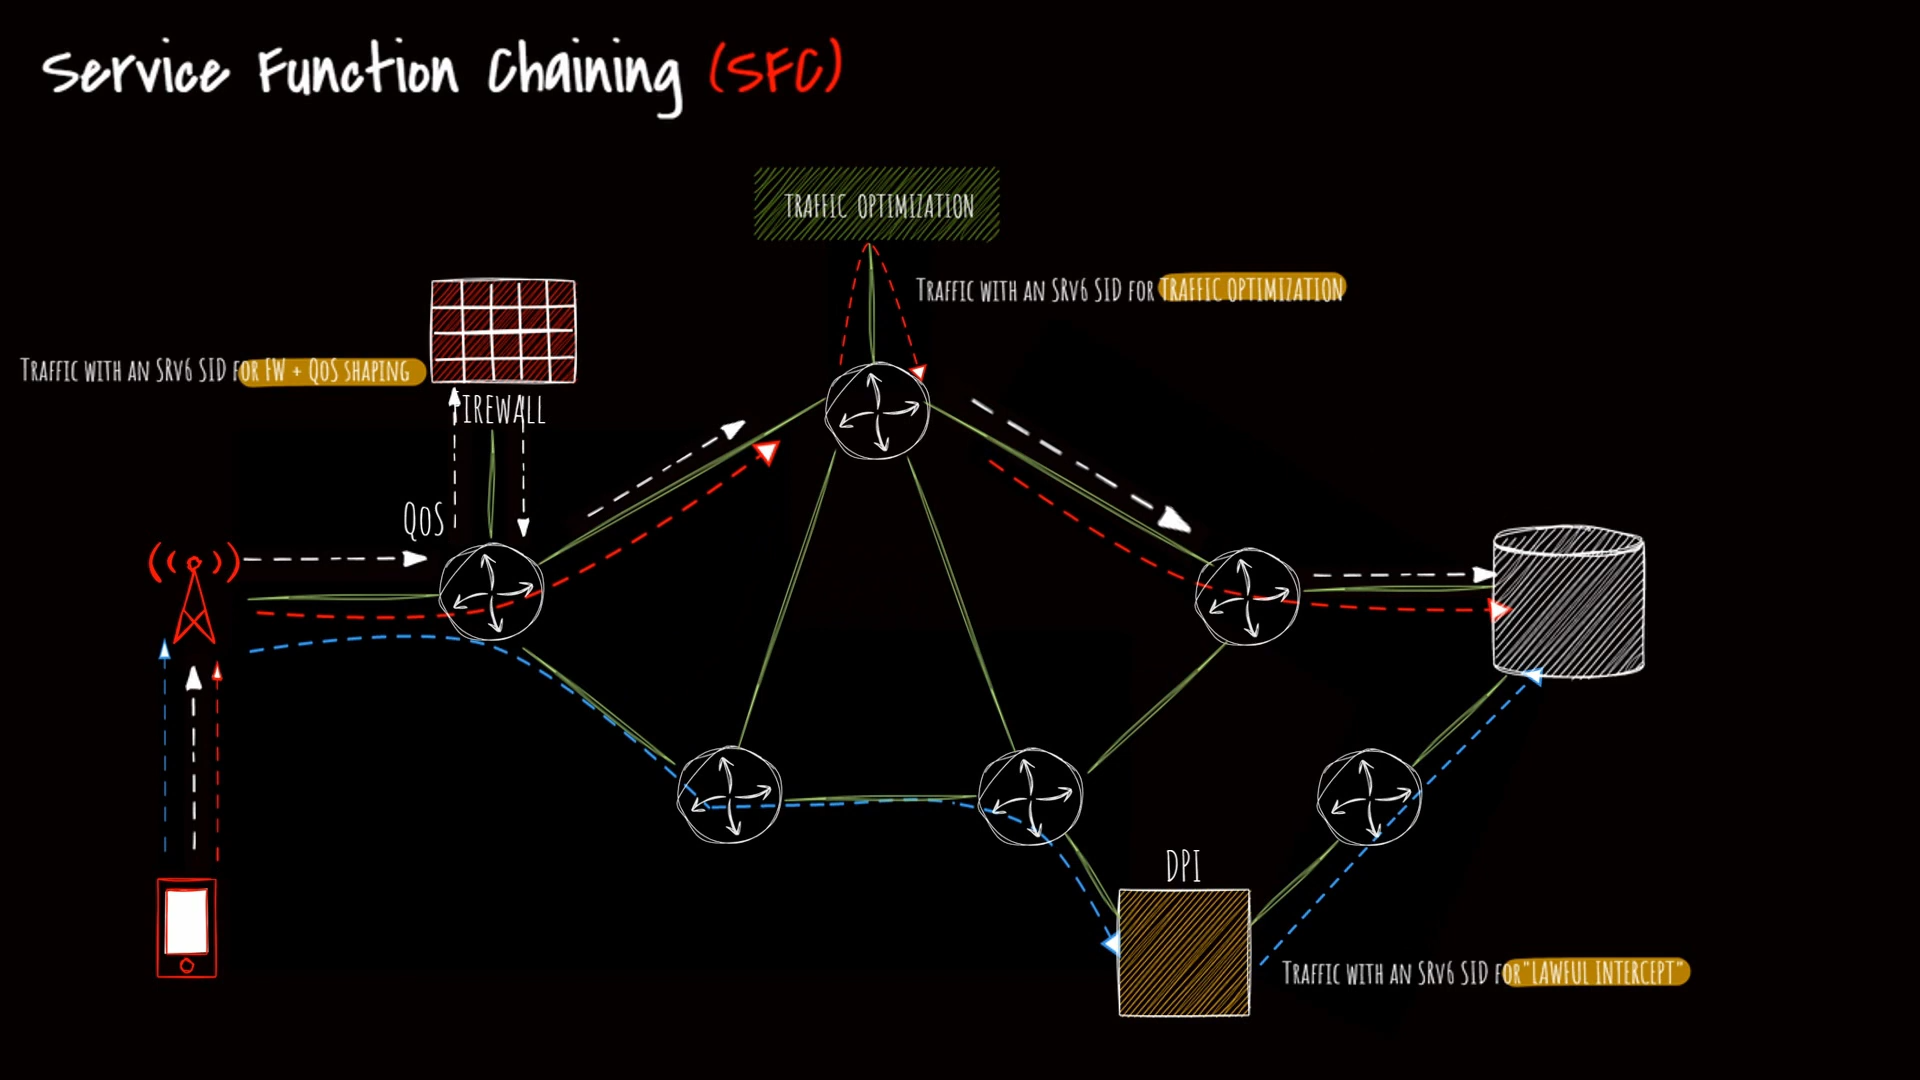 Service Function Chaining (SFC)
TRAFFIC OPTIMIZATION
TRAFFIC WITH AN SRV6 SID FOR TRAFFIC OPTIMIZATION
TRAFFIC WITH AN SRV6 SID FOR FW + QOS SHAPING
FIREWALL
QOS
DPI
TRAFFIC WITH AN SRV6 SID FOR "LAWFUL INTERCEPT"